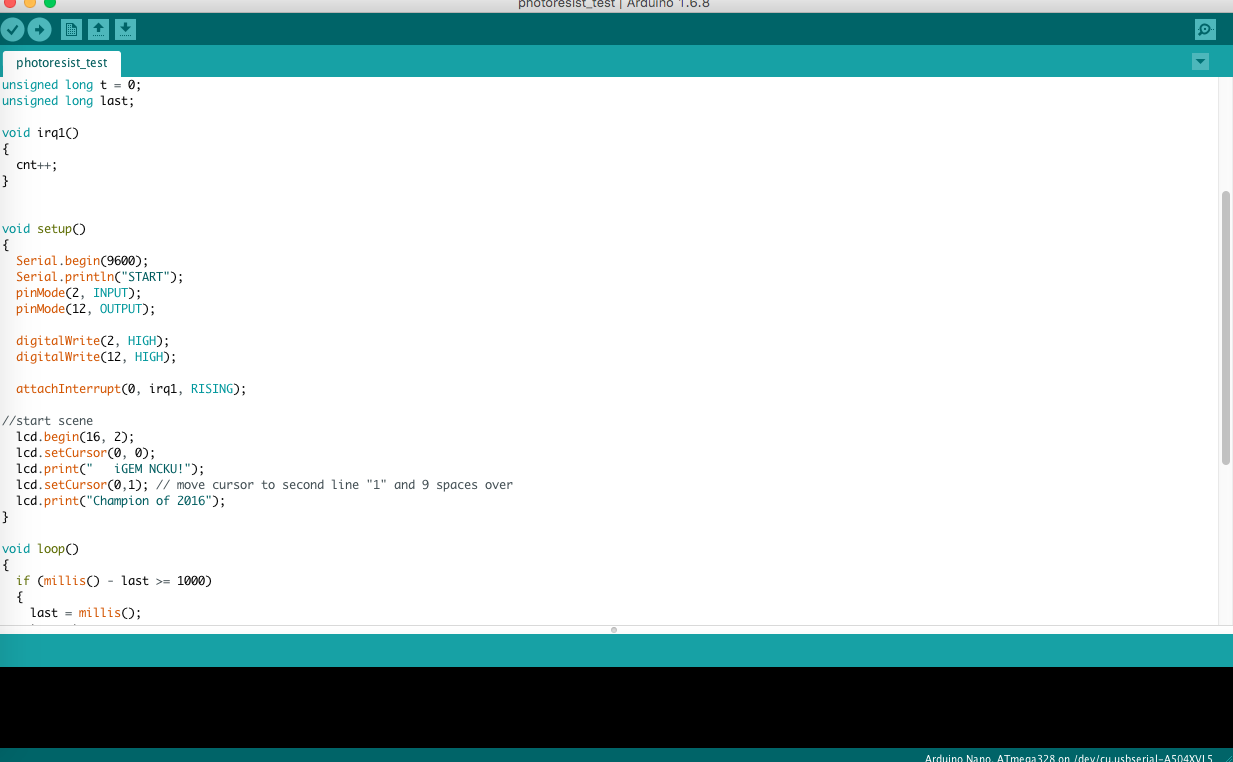 photoresist_test | Arduino 1.6.8
photoresist_test
unsigned long t = 0;
unsigned long last;
void irq1()
{
  cnt++;
}
void setup()
{
  Serial.begin(9600);
  Serial.println("START");
  pinMode(2, INPUT);
  pinMode(12, OUTPUT);
  digitalWrite(2, HIGH);
  digitalWrite(12, HIGH);
  attachInterrupt(0, irq1, RISING);
//start scene
  lcd.begin(16, 2);
  lcd.setCursor(0, 0);
  lcd.print("   iGEM NCKU!");
  lcd.setCursor(0,1); // move cursor to second line "1" and 9 spaces over
  lcd.print("Champion of 2016");
}
void loop()
{
  if (millis() - last >= 1000)
  {
    last = millis();
Arduino Nano, ATmega328 on /dev/cu.usbserial-A504XVL5